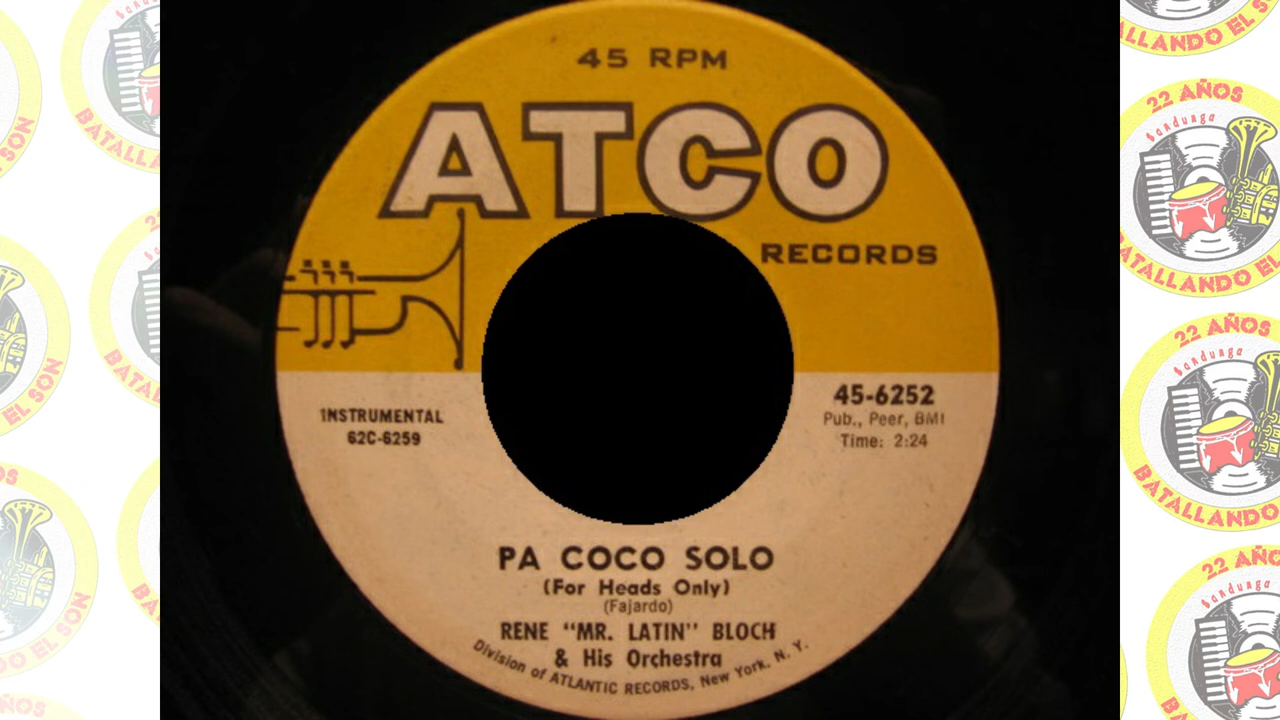 45 RPM
ATCO
RECORDS
INSTRUMENTAL
62C-6259
45-6252
Pub., Peer, BMI
Time: 2:24
PA COCO SOLO
(For Heads Only)
(Fajardo)
RENE "MR. LATIN" BLOCH
& His Orchestra
Division of ATLANTIC RECORDS, New York, N. Y.
22 AÑOS
Sandunga
BATALLANDO EL SON